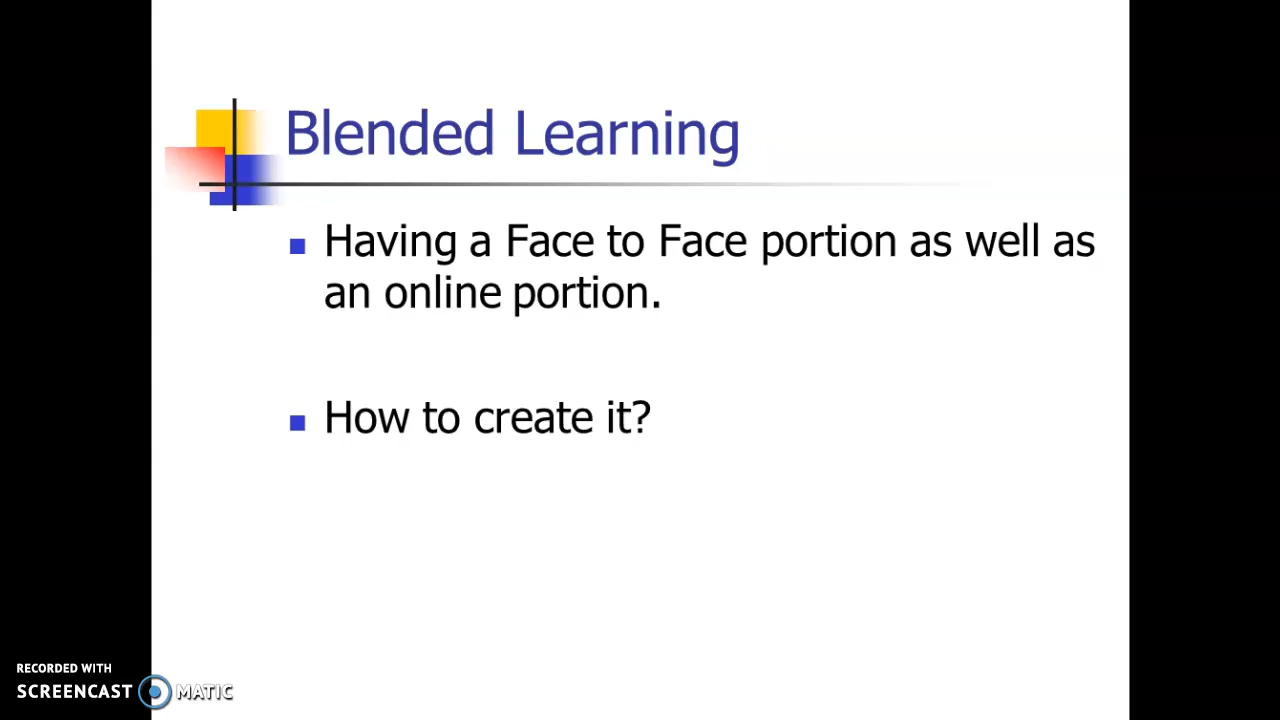 Blended Learning
Having a Face to Face portion as well as
an online portion.
How to create it?
RECORDED WITH
SCREENCAST MATIC